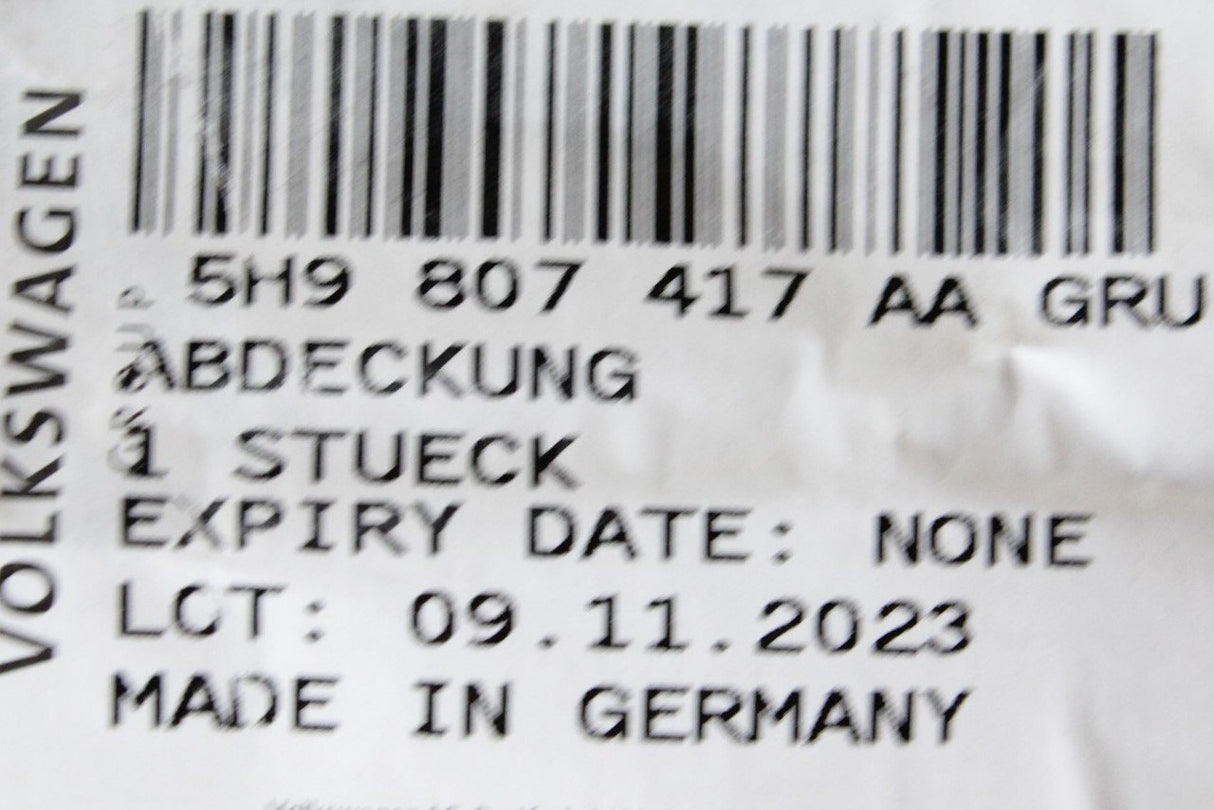 VOLKSWAGEN
5H9 807 417 AA GRU
ABDECKUNG
1 STUECK
EXPIRY DATE: NONE
LOT: 09.11.2023
MADE IN GERMANY